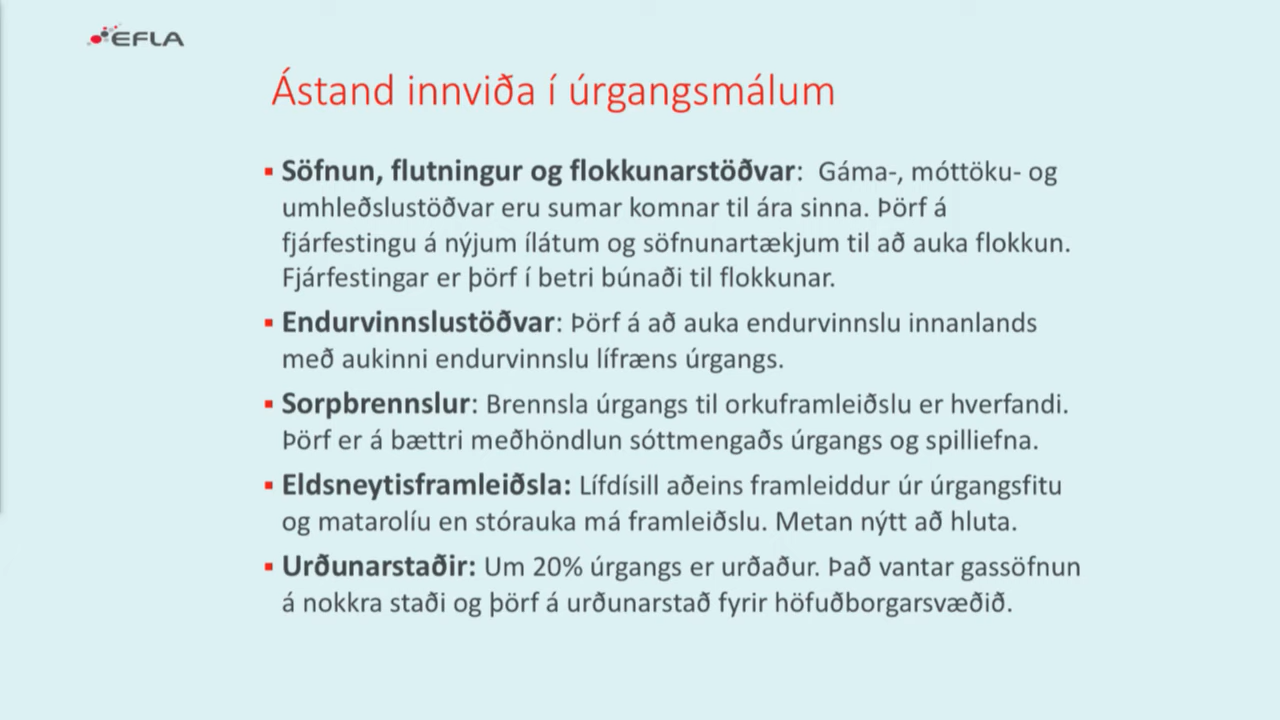 EFLA
Ástand innviða í úrgangsmálum
▪ Söfnun, flutningur og flokkunarstöðvar: Gáma-, móttöku- og
umhleðslustöðvar eru sumar komnar til ára sinna. Þörf á
fjárfestingu á nýjum ílátum og söfnunartækjum til að auka flokkun.
Fjárfestingar er þörf í betri búnaði til flokkunar.
▪ Endurvinnslustöðvar: Þörf á að auka endurvinnslu innanlands
með aukinni endurvinnslu lífræns úrgangs.
▪ Sorpbrennslur: Brennsla úrgangs til orkuframleiðslu er hverfandi.
Þörf er á bættri meðhöndlun sóttmengaðs úrgangs og spilliefna.
▪ Eldsneytisframleiðsla: Lífdísill aðeins framleiddur úr úrgangsfitu
og matarolíu en stórauka má framleiðslu. Metan nýtt að hluta.
▪ Urðunarstaðir: Um 20% úrgangs er urðaður. Það vantar gassöfnun
á nokkra staði og þörf á urðunarstað fyrir höfuðborgarsvæðið.